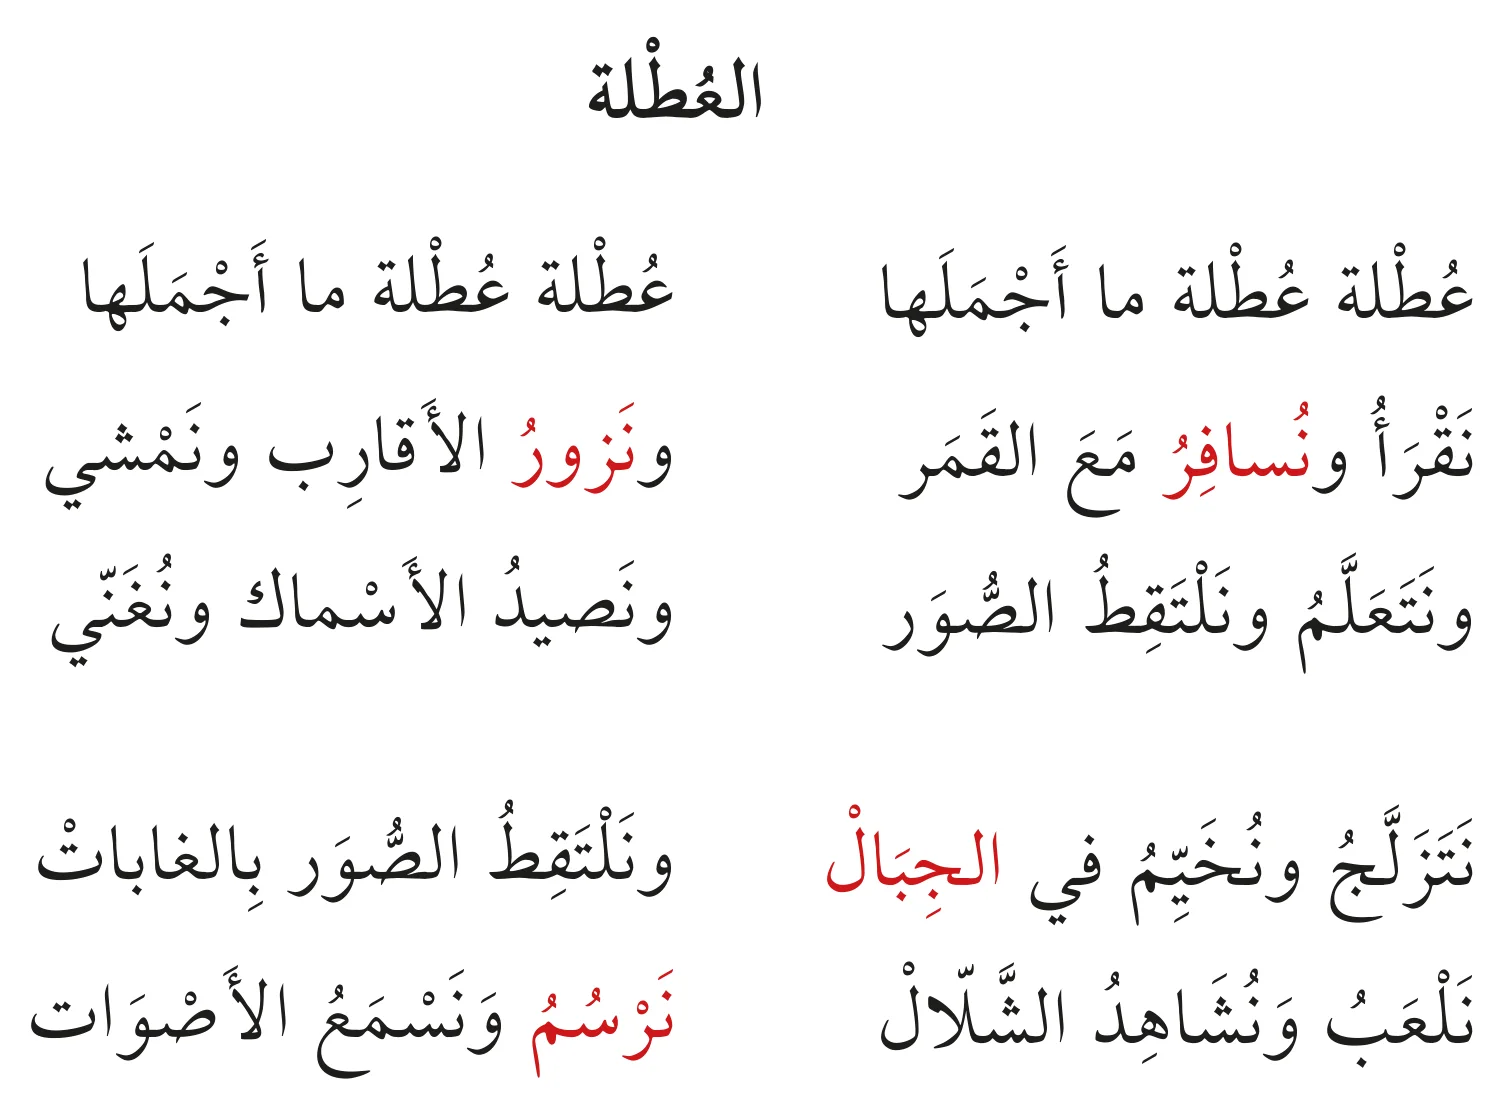 العُطْلة
عُطْلة عُطْلة ما أَجْمَلَها
عُطْلة عُطْلة ما أَجْمَلَها
نَقْرَأُ ونُسافِرُ مَعَ القَمَر
ونَزورُ الأَقارِب ونَمْشي
ونَتَعَلَّمُ ونَلْتَقِطُ الصُّوَر
ونَصيدُ الأَسْماك ونُغَنّي
نَتَزَلَّجُ ونُخَيِّمُ في الجِبَالْ
ونَلْتَقِطُ الصُّوَر بِالغاباتْ
نَلْعَبُ وَنُشَاهِدُ الشَّلّالْ
نَرْسُمُ وَنَسْمَعُ الأَصْوَات